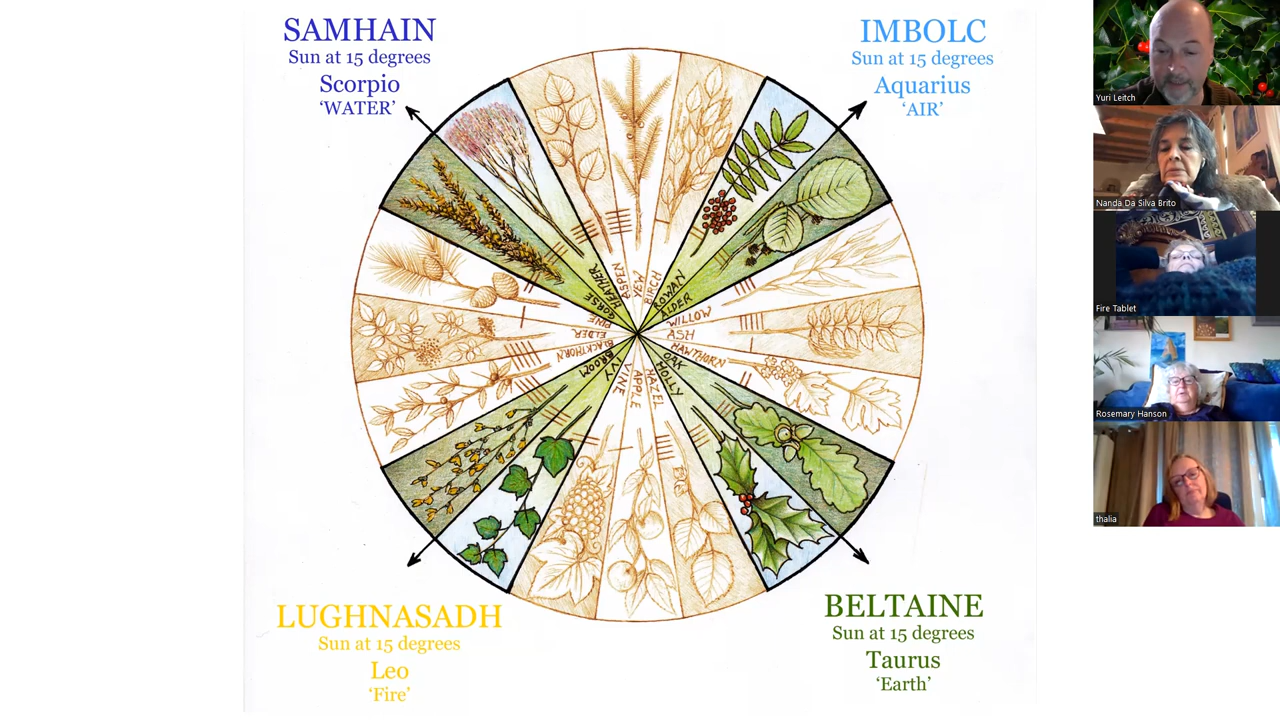 SAMHAIN
Sun at 15 degrees
Scorpio
‘WATER’
IMBOLC
Sun at 15 degrees
Aquarius
‘AIR’
GORSE
HEATHER
ASPEN
YEW
BIRCH
ROWAN
ALDER
WILLOW
ASH
HAWTHORN
OAK
HOLLY
HAZEL
APPLE
VINE
IVY
BROOM
BLACKTHORN
ELDER
PINE
LUGHNASADH
Sun at 15 degrees
Leo
‘Fire’
BELTAINE
Sun at 15 degrees
Taurus
‘Earth’
Yuri Leitch
Nanda Da Silva Brito
Fire Tablet
Rosemary Hanson
thalia